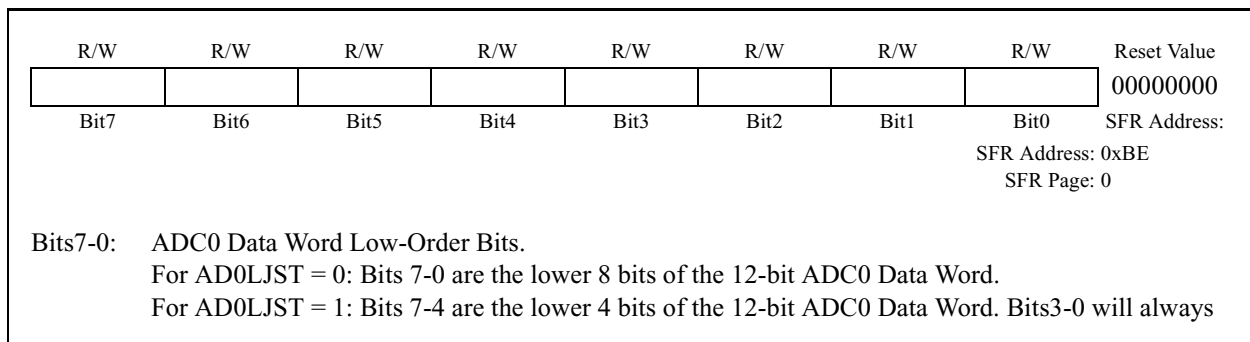 R/W R/W R/W R/W R/W R/W R/W R/W Reset Value
00000000
Bit7 Bit6 Bit5 Bit4 Bit3 Bit2 Bit1 Bit0 SFR Address:
SFR Address: 0xBE
SFR Page: 0
Bits7-0: ADC0 Data Word Low-Order Bits.
For AD0LJST = 0: Bits 7-0 are the lower 8 bits of the 12-bit ADC0 Data Word.
For AD0LJST = 1: Bits 7-4 are the lower 4 bits of the 12-bit ADC0 Data Word. Bits3-0 will always